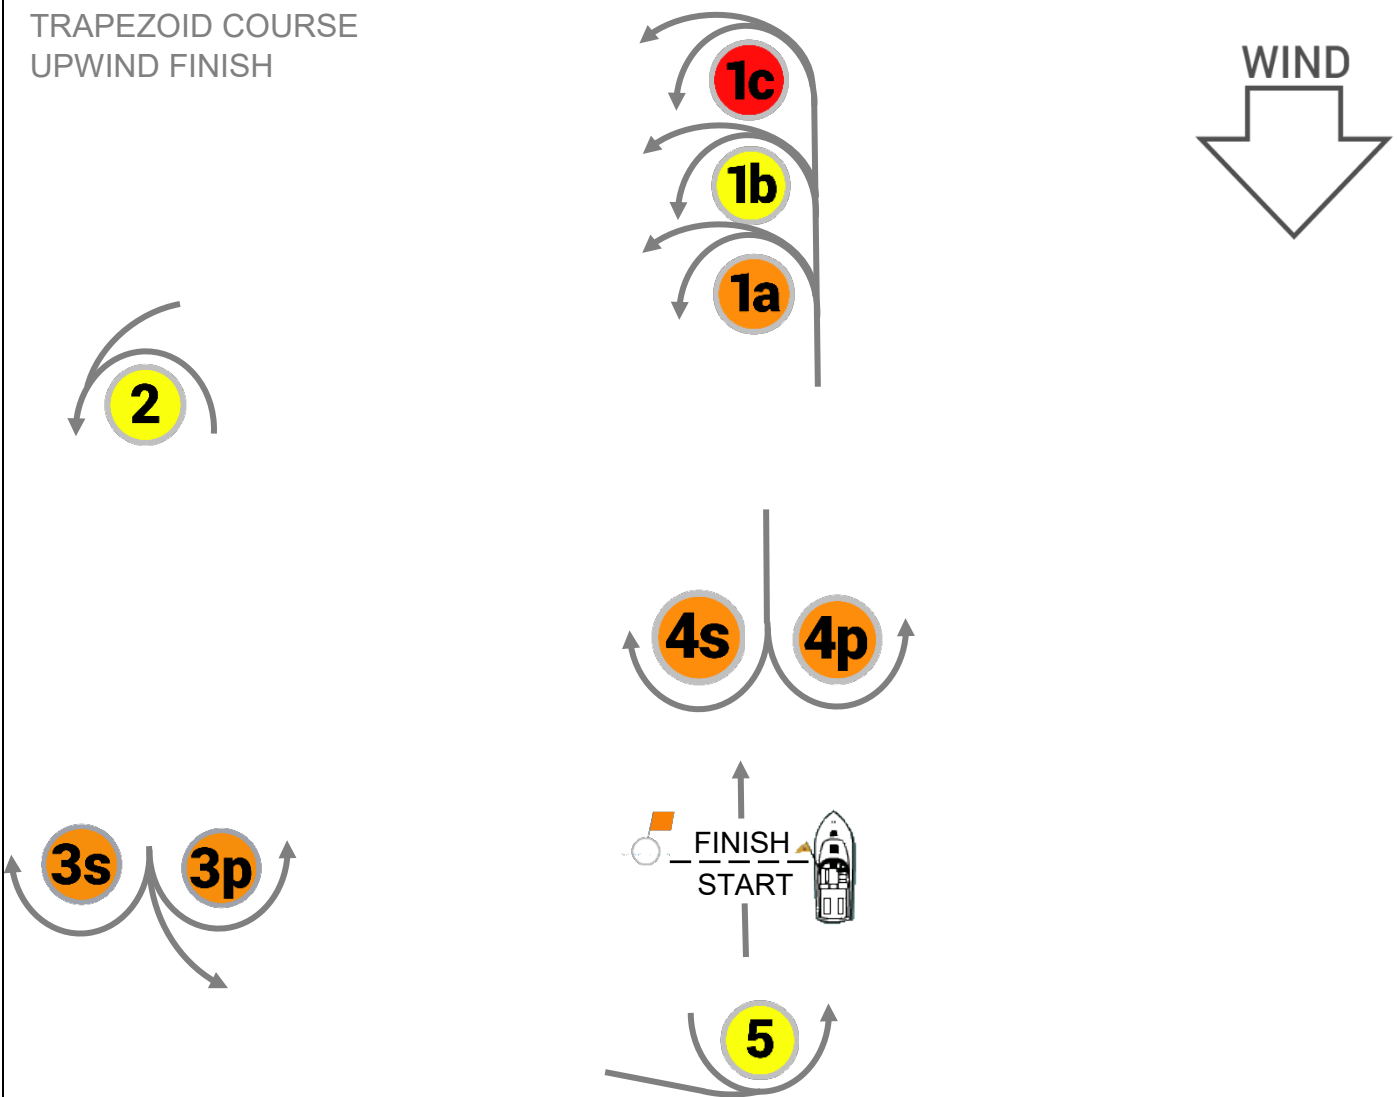 TRAPEZOID COURSE
UPWIND FINISH
WIND
1c
1b
1a
2
4s
4p
FINISH
START
3s
3p
5